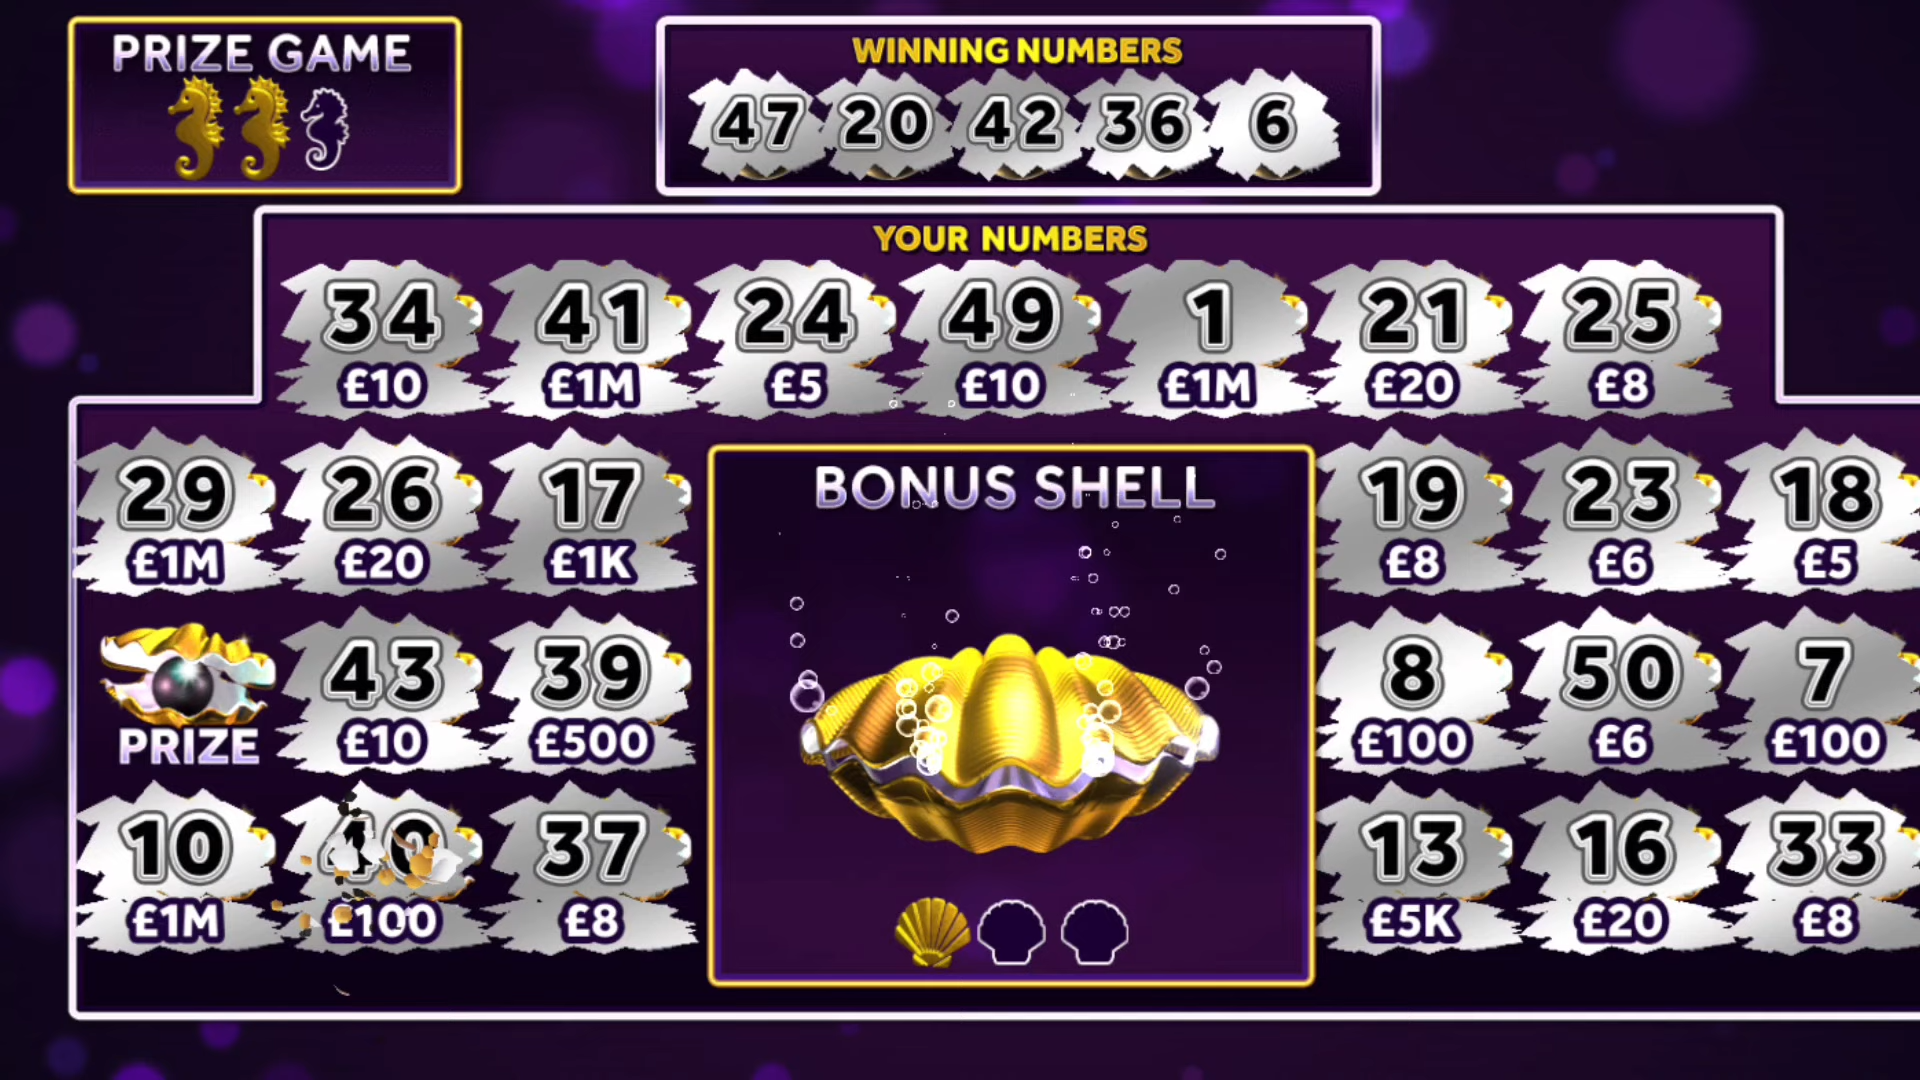 PRIZE GAME
WINNING NUMBERS
47 20 42 36 6
YOUR NUMBERS
34 41 24 49 1 21 25
£10 £1M £5 £10 £1M £20 £8
29 26 17 BONUS SHELL 19 23 18
£1M £20 £1K £8 £6 £5
43 39 8 50 7
PRIZE £10 £500 £100 £6 £100
10 40 37 13 16 33
£1M £100 £8 £5K £20 £8